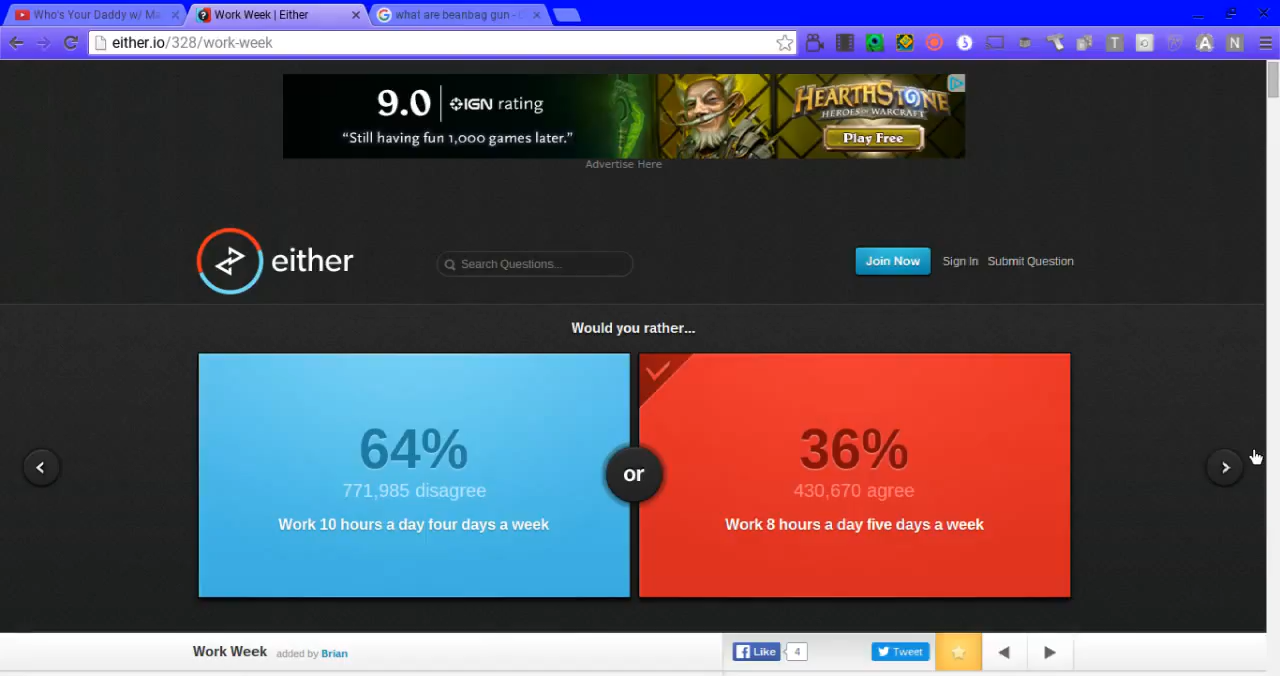 Who's Your Daddy w/ Ma
Work Week | Either
what are beanbag gun -
either.io/328/work-week
9.0 IGN rating
“Still having fun 1,000 games later.”
HEARTHSTONE
HEROES OF WARCRAFT
Play Free
Advertise Here
either
Search Questions...
Join Now
Sign In
Submit Question
Would you rather...
64%
771,985 disagree
Work 10 hours a day four days a week
or
36%
430,670 agree
Work 8 hours a day five days a week
Work Week added by Brian
Like 4
Tweet